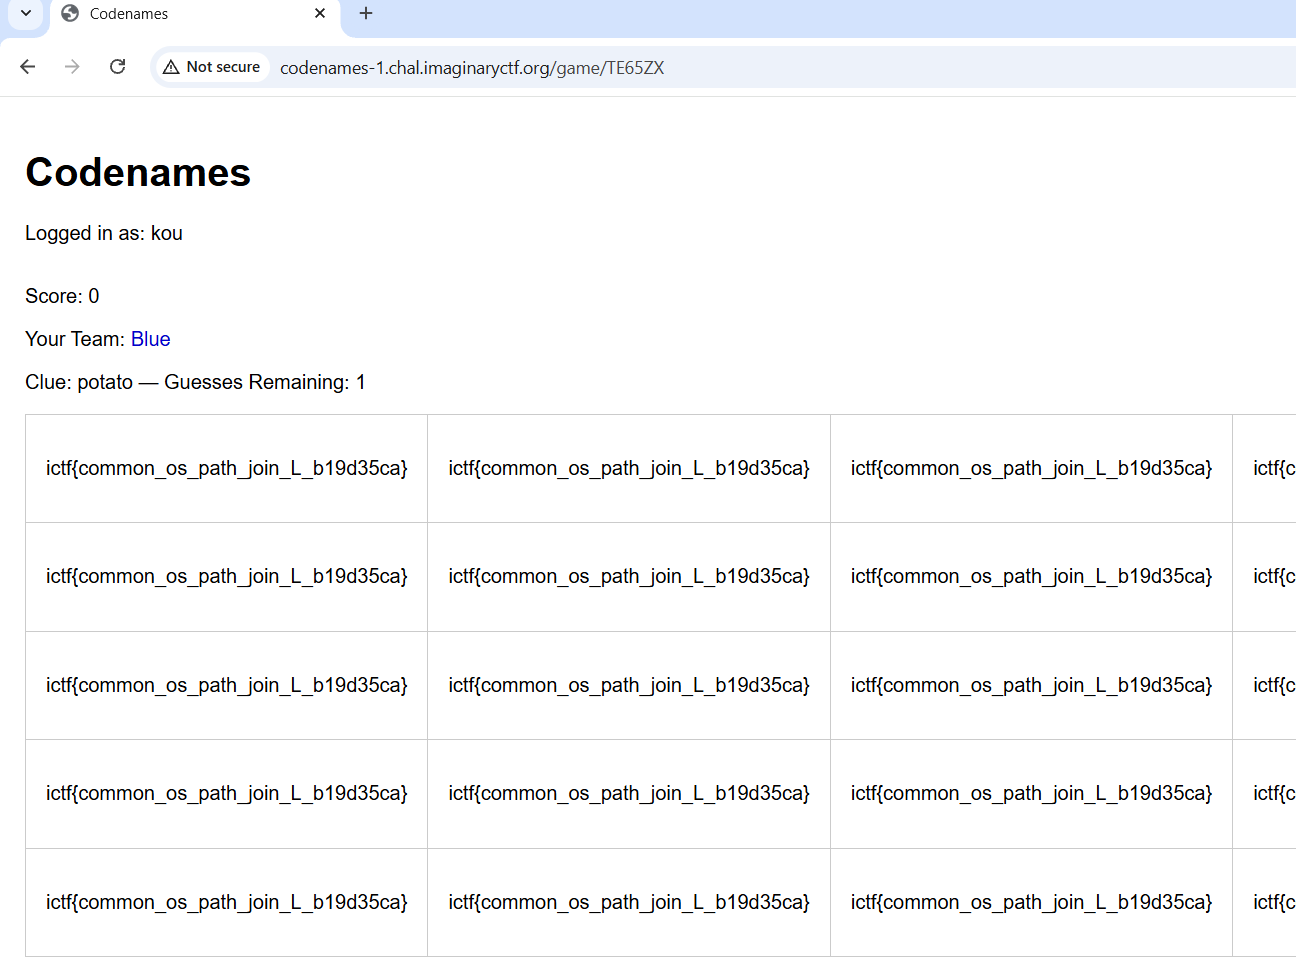 Codenames
Not secure codenames-1.chal.imaginaryctf.org/game/TE65ZX
Codenames
Logged in as: kou
Score: 0
Your Team: Blue
Clue: potato — Guesses Remaining: 1
ictf{common_os_path_join_L_b19d35ca} ictf{common_os_path_join_L_b19d35ca} ictf{common_os_path_join_L_b19d35ca} ictf{c
ictf{common_os_path_join_L_b19d35ca} ictf{common_os_path_join_L_b19d35ca} ictf{common_os_path_join_L_b19d35ca} ictf{c
ictf{common_os_path_join_L_b19d35ca} ictf{common_os_path_join_L_b19d35ca} ictf{common_os_path_join_L_b19d35ca} ictf{c
ictf{common_os_path_join_L_b19d35ca} ictf{common_os_path_join_L_b19d35ca} ictf{common_os_path_join_L_b19d35ca} ictf{c
ictf{common_os_path_join_L_b19d35ca} ictf{common_os_path_join_L_b19d35ca} ictf{common_os_path_join_L_b19d35ca} ictf{c